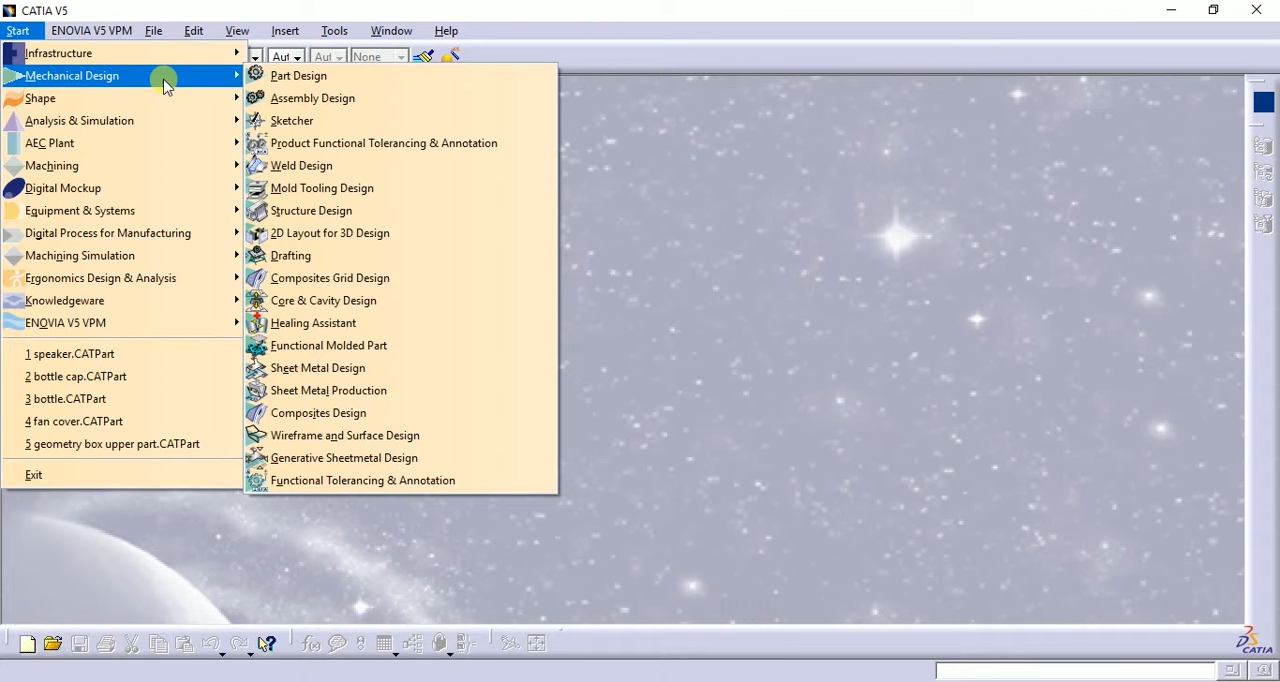 CATIA V5
Start ENOVIA V5 VPM File Edit View Insert Tools Window Help
Aut Aut None
Infrastructure
Mechanical Design
Shape
Analysis & Simulation
AEC Plant
Machining
Digital Mockup
Equipment & Systems
Digital Process for Manufacturing
Machining Simulation
Ergonomics Design & Analysis
Knowledgeware
ENOVIA V5 VPM
1 speaker.CATPart
2 bottle cap.CATPart
3 bottle.CATPart
4 fan cover.CATPart
5 geometry box upper part.CATPart
Exit
Part Design
Assembly Design
Sketcher
Product Functional Tolerancing & Annotation
Weld Design
Mold Tooling Design
Structure Design
2D Layout for 3D Design
Drafting
Composites Grid Design
Core & Cavity Design
Healing Assistant
Functional Molded Part
Sheet Metal Design
Sheet Metal Production
Composites Design
Wireframe and Surface Design
Generative Sheetmetal Design
Functional Tolerancing & Annotation
CATIA